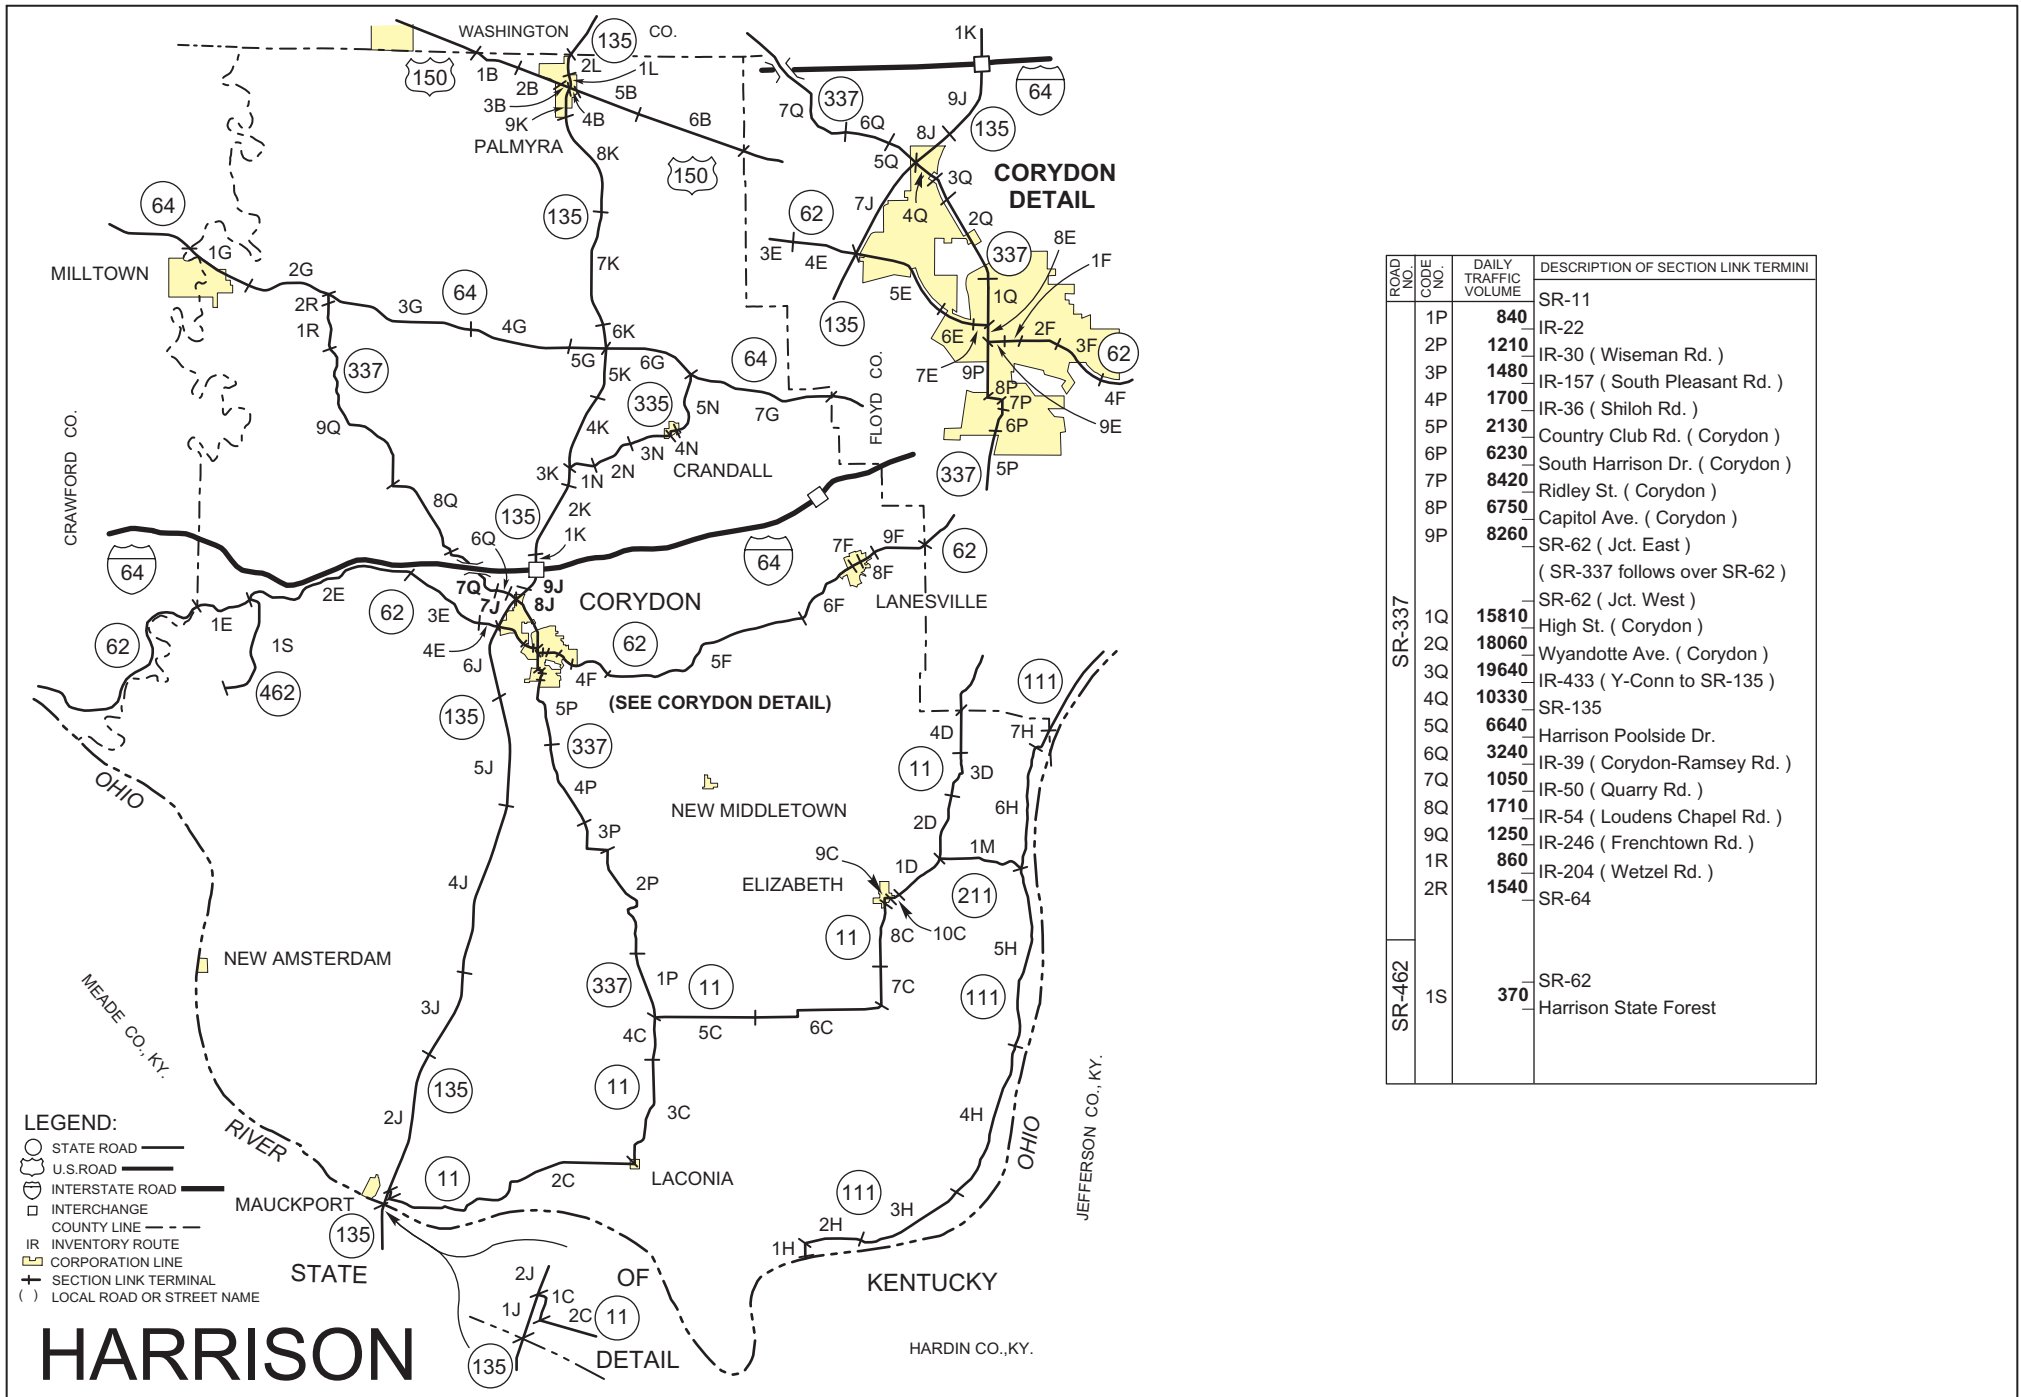 WASHINGTON CO.
135
1K
150
1B
2B
3B
9K
2L
1L
5B
4B
6B
PALMYRA
8K
150
337
7Q
6Q
5Q
8J
9J
135
64
CORYDON
DETAIL
3Q
4Q
2Q
7J
62
3E
4E
5E
6E
7E
135
337
8E
1F
1Q
2F
3F
62
4F
9P
8P
7P
6P
9E
5P
337
64
MILLTOWN
1G
2G
2R
1R
3G
64
4G
5G
6K
6G
135
7K
337
9Q
8Q
5K
4K
335
5N
64
7G
3N
4N
2N
1N
3K
CRANDALL
2K
135
1K
FLOYD CO.
CRAWFORD CO.
64
64
6Q
7Q
7J
9J
8J
CORYDON
62
2E
62
3E
4E
1E
1S
462
6J
135
62
5F
4F
6F
7F
9F
8F
62
LANESVILLE
(SEE CORYDON DETAIL)
5P
337
5J
4P
3P
NEW MIDDLETOWN
4J
2P
OHIO
NEW AMSTERDAM
MEADE CO., KY.
3J
337
1P
11
5C
6C
4C
11
3C
135
2J
RIVER
11
2C
LACONIA
MAUCKPORT
135
9C
ELIZABETH
1D
11
8C
10C
7C
211
1M
2D
3D
11
4D
111
7H
6H
5H
111
4H
OHIO
JEFFERSON CO., KY.
111
3H
2H
1H
STATE
OF
KENTUCKY
HARDIN CO.,KY.
2J
1C
1J
2C
11
135
DETAIL
LEGEND:
STATE ROAD
U.S.ROAD
INTERSTATE ROAD
INTERCHANGE
COUNTY LINE
IR INVENTORY ROUTE
CORPORATION LINE
SECTION LINK TERMINAL
( ) LOCAL ROAD OR STREET NAME
HARRISON
ROAD NO. CODE NO. DAILY TRAFFIC VOLUME DESCRIPTION OF SECTION LINK TERMINI
SR-337
SR-11
1P 840
IR-22
2P 1210
IR-30 ( Wiseman Rd. )
3P 1480
IR-157 ( South Pleasant Rd. )
4P 1700
IR-36 ( Shiloh Rd. )
5P 2130
Country Club Rd. ( Corydon )
6P 6230
South Harrison Dr. ( Corydon )
7P 8420
Ridley St. ( Corydon )
8P 6750
Capitol Ave. ( Corydon )
9P 8260
SR-62 ( Jct. East )
( SR-337 follows over SR-62 )
SR-62 ( Jct. West )
1Q 15810
High St. ( Corydon )
2Q 18060
Wyandotte Ave. ( Corydon )
3Q 19640
IR-433 ( Y-Conn to SR-135 )
4Q 10330
SR-135
5Q 6640
Harrison Poolside Dr.
6Q 3240
IR-39 ( Corydon-Ramsey Rd. )
7Q 1050
IR-50 ( Quarry Rd. )
8Q 1710
IR-54 ( Loudens Chapel Rd. )
9Q 1250
IR-246 ( Frenchtown Rd. )
1R 860
IR-204 ( Wetzel Rd. )
2R 1540
SR-64
SR-462
SR-62
1S 370
Harrison State Forest